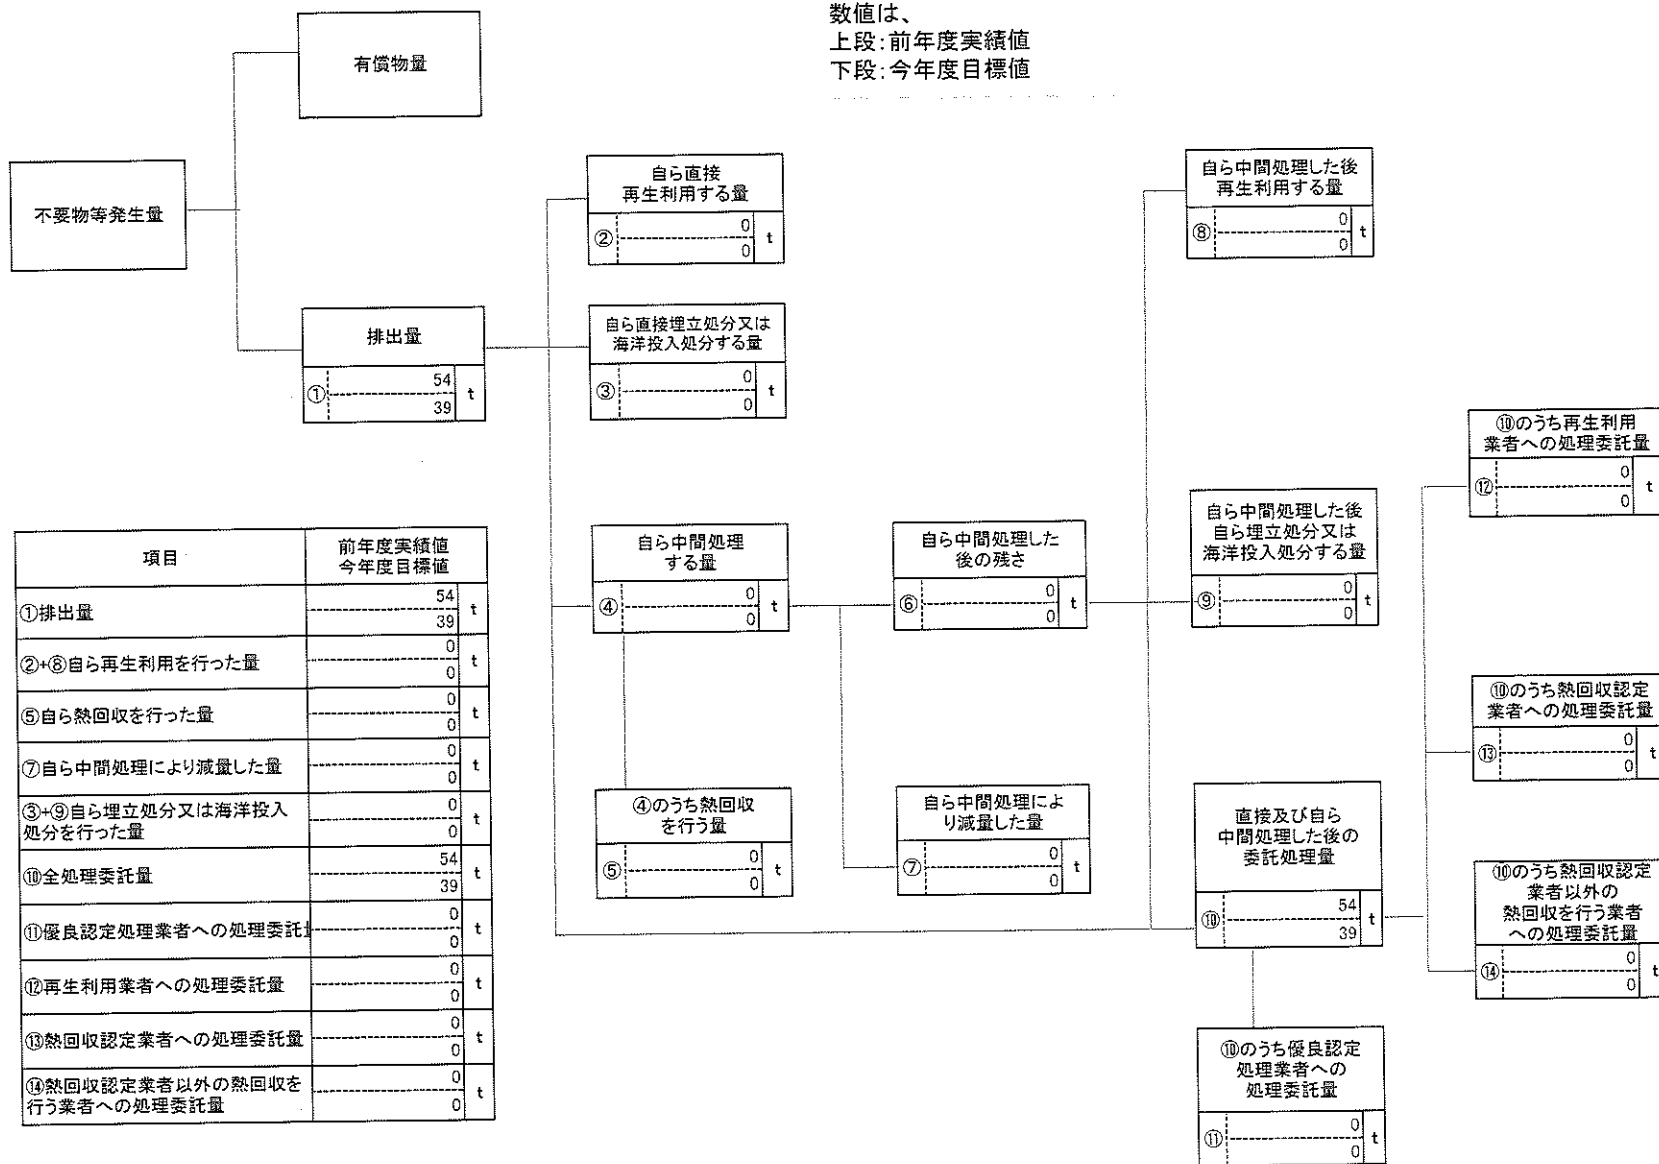 数値は、
上段:前年度実績値
下段:今年度目標値
有償物量
不要物等発生量
排出量
① 54 t
39
自ら直接
再生利用する量
② 0 t
0
自ら直接埋立処分又は
海洋投入処分する量
③ 0 t
0
自ら中間処理
する量
④ 0 t
0
④のうち熱回収
を行う量
⑤ 0 t
0
自ら中間処理した
後の残さ
⑥ 0 t
0
自ら中間処理によ
り減量した量
⑦ 0 t
0
自ら中間処理した後
再生利用する量
⑧ 0 t
0
自ら中間処理した後
自ら埋立処分又は
海洋投入処分する量
⑨ 0 t
0
直接及び自ら
中間処理した後の
委託処理量
⑩ 54 t
39
⑩のうち優良認定
処理業者への
処理委託量
⑪ 0 t
0
⑩のうち再生利用
業者への処理委託量
⑫ 0 t
0
⑩のうち熱回収認定
業者への処理委託量
⑬ 0 t
0
⑩のうち熱回収認定
業者以外の
熱回収を行う業者
への処理委託量
⑭ 0 t
0
項目 前年度実績値
今年度目標値
①排出量 54 t
39
②+⑧自ら再生利用を行った量 0 t
0
⑤自ら熱回収を行った量 0 t
0
⑦自ら中間処理により減量した量 0 t
0
③+⑨自ら埋立処分又は海洋投入 0 t
処分を行った量 0
⑩全処理委託量 54 t
39
⑪優良認定処理業者への処理委託 0 t
0
⑫再生利用業者への処理委託量 0 t
0
⑬熱回収認定業者への処理委託量 0 t
0
⑭熱回収認定業者以外の熱回収を 0 t
行う業者への処理委託量 0